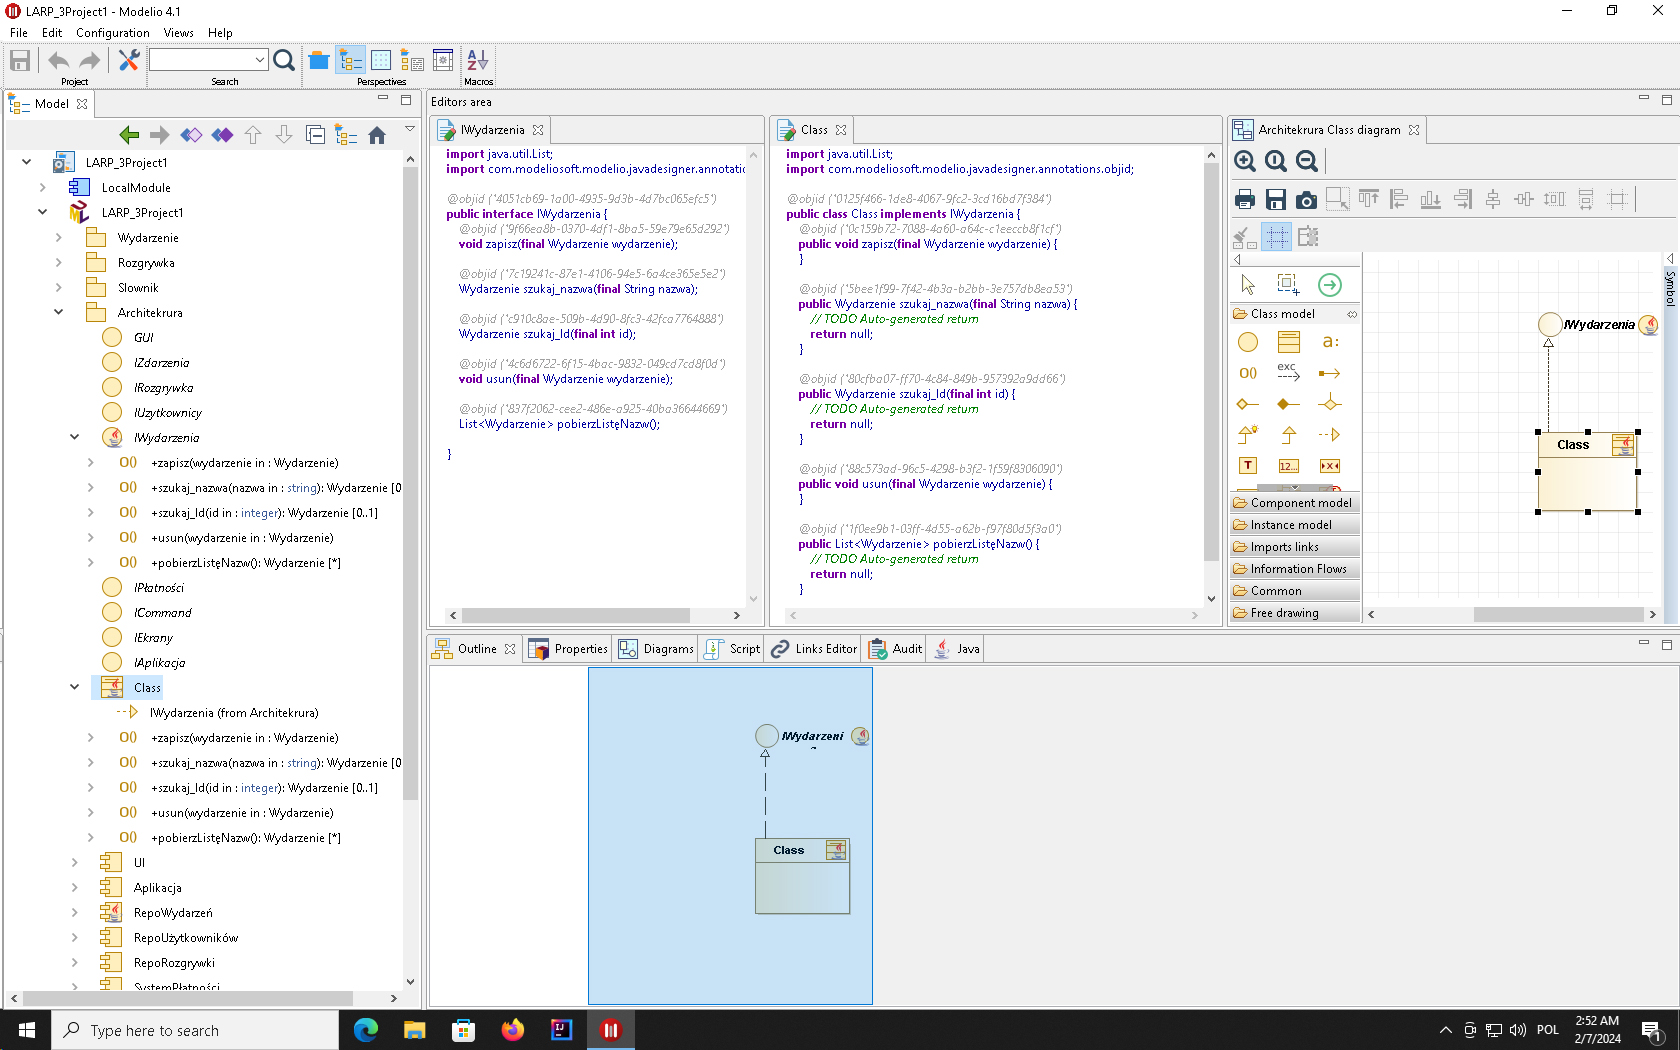 LARP_3Project1 - Modelio 4.1
File Edit Configuration Views Help
Project
Search
Perspectives
Macros
Model
Editors area
LARP_3Project1
LocalModule
LARP_3Project1
Wydarzenie
Rozgrywka
Slownik
Architekrura
GUI
IZdarzenia
IRozgrywka
IUzytkownicy
IWydarzenia
+zapisz(wydarzenie in : Wydarzenie)
+szukaj_nazwa(nazwa in : string): Wydarzenie [0
+szukaj_Id(id in : integer): Wydarzenie [0..1]
+usun(wydarzenie in : Wydarzenie)
+pobierzListęNazw(): Wydarzenie [*]
IPłatności
ICommand
IEkrany
IAplikacja
Class
IWydarzenia (from Architekrura)
+zapisz(wydarzenie in : Wydarzenie)
+szukaj_nazwa(nazwa in : string): Wydarzenie [0
+szukaj_Id(id in : integer): Wydarzenie [0..1]
+usun(wydarzenie in : Wydarzenie)
+pobierzListęNazw(): Wydarzenie [*]
UI
Aplikacja
RepoWydarzeń
RepoUżytkowników
RepoRozgrywki
SystemPłatności
IWydarzenia
import java.util.List;
import com.modeliosoft.modelio.javadesigner.annotatio
@objid ("4051cb69-1a00-4935-9d3b-4d7bc065efc5")
public interface IWydarzenia {
@objid ("9f66ea8b-0370-4df1-8ba5-59e79e65d292")
void zapisz(final Wydarzenie wydarzenie);
@objid ("7c19241c-87e1-4106-94e5-6a4ce365e5e2")
Wydarzenie szukaj_nazwa(final String nazwa);
@objid ("c910c8ae-509b-4d90-8fc3-42fca7764888")
Wydarzenie szukaj_Id(final int id);
@objid ("4c6d6722-6f15-4bac-9832-049cd7cd8f0d")
void usun(final Wydarzenie wydarzenie);
@objid ("837f2062-cee2-486e-a925-40ba36644669")
List<Wydarzenie> pobierzListęNazw();
}
Class
import java.util.List;
import com.modeliosoft.modelio.javadesigner.annotations.objid;
@objid ("0125f466-1de8-4067-9fc2-3cd16bd7f384")
public class Class implements IWydarzenia {
@objid ("0c159b72-7088-4a60-a64c-c1eeccb8f1cf")
public void zapisz(final Wydarzenie wydarzenie) {
}
@objid ("5bee1f99-7f42-4b3a-b2bb-3e757db8ea53")
public Wydarzenie szukaj_nazwa(final String nazwa) {
// TODO Auto-generated return
return null;
}
@objid ("80cfba07-ff70-4c84-849b-957392a9dd66")
public Wydarzenie szukaj_Id(final int id) {
// TODO Auto-generated return
return null;
}
@objid ("88c573ad-96c5-4298-b3f2-1f59f8306090")
public void usun(final Wydarzenie wydarzenie) {
}
@objid ("1f0ee9b1-03ff-4d55-a62b-f97f80d5f3a0")
public List<Wydarzenie> pobierzListęNazw() {
// TODO Auto-generated return
return null;
}
Architekrura Class diagram
Symbol
Class model
a:
O()
exc
T
12...
Component model
Instance model
Imports links
Information Flows
Common
Free drawing
IWydarzenia
Class
Outline Properties Diagrams Script Links Editor Audit Java
IWydarzeni
Class
Type here to search
POL
2:52 AM
2/7/2024
1